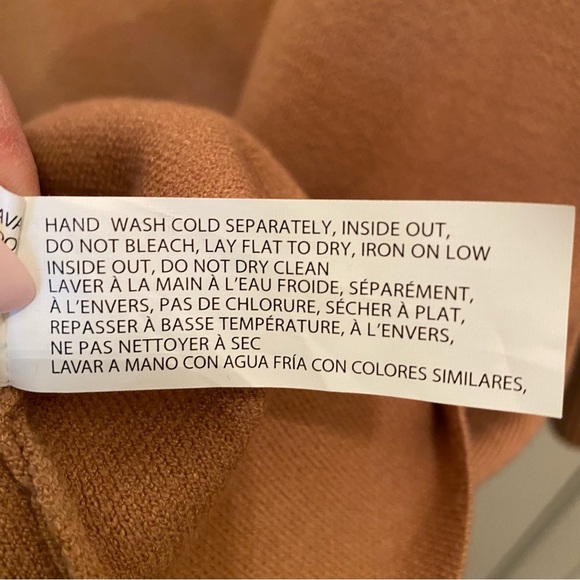 HAND WASH COLD SEPARATELY, INSIDE OUT,
DO NOT BLEACH, LAY FLAT TO DRY, IRON ON LOW
INSIDE OUT, DO NOT DRY CLEAN
LAVER À LA MAIN À L'EAU FROIDE, SÉPARÉMENT,
À L'ENVERS, PAS DE CHLORURE, SÉCHER À PLAT,
REPASSER À BASSE TEMPÉRATURE, À L'ENVERS,
NE PAS NETTOYER À SEC
LAVAR A MANO CON AGUA FRÍA CON COLORES SIMILARES,